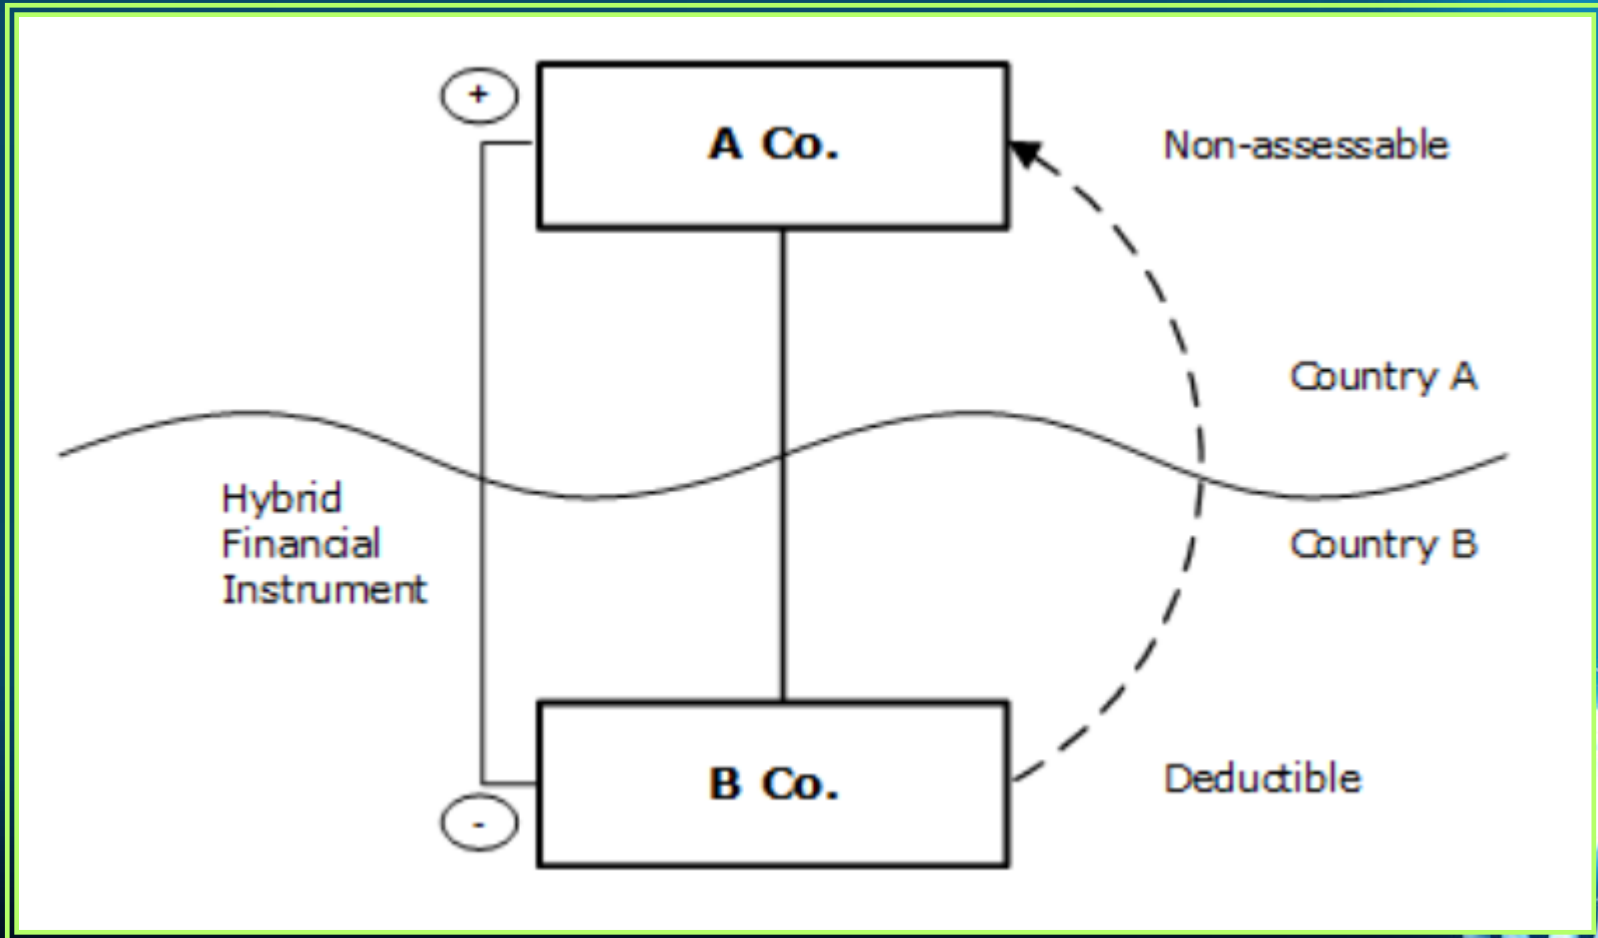 +
A Co.
Non-assessable
Country A
Hybrid
Financial
Instrument
Country B
B Co.
Deductible
-